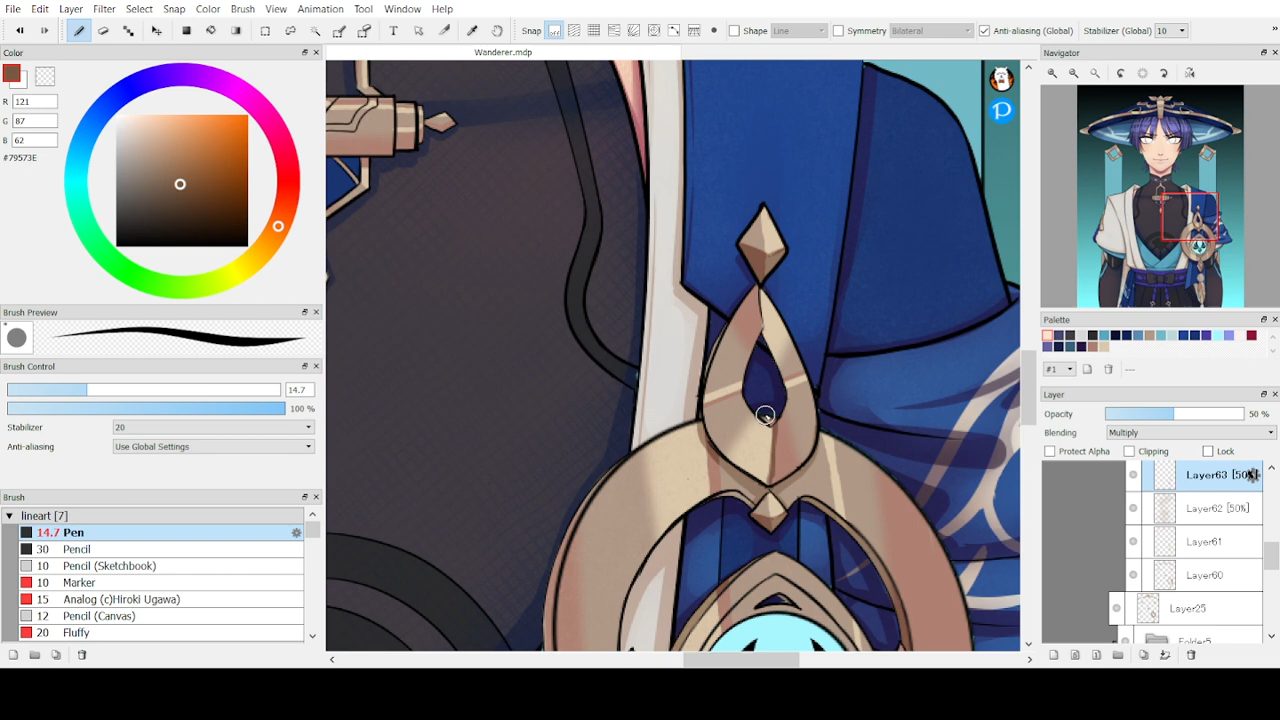 File Edit Layer Filter Select Snap Color Brush View Animation Tool Window Help
Snap Shape Line Symmetry Bilateral Anti-aliasing (Global) Stabilizer (Global) 10
Color
Wanderer.mdp
Navigator
R 121
G 87
B 62
#79573E
Brush Preview
Brush Control
14.7
100 %
Stabilizer 20
Anti-aliasing Use Global Settings
Brush
lineart [7]
14.7 Pen
30 Pencil
10 Pencil (Sketchbook)
10 Marker
15 Analog (c)Hiroki Ugawa)
12 Pencil (Canvas)
20 Fluffy
Palette
#1 ---
Layer
Opacity 50 %
Blending Multiply
Protect Alpha Clipping Lock
Layer63 [50%]
Layer62 [50%]
Layer61
Layer60
Layer25
Folder5